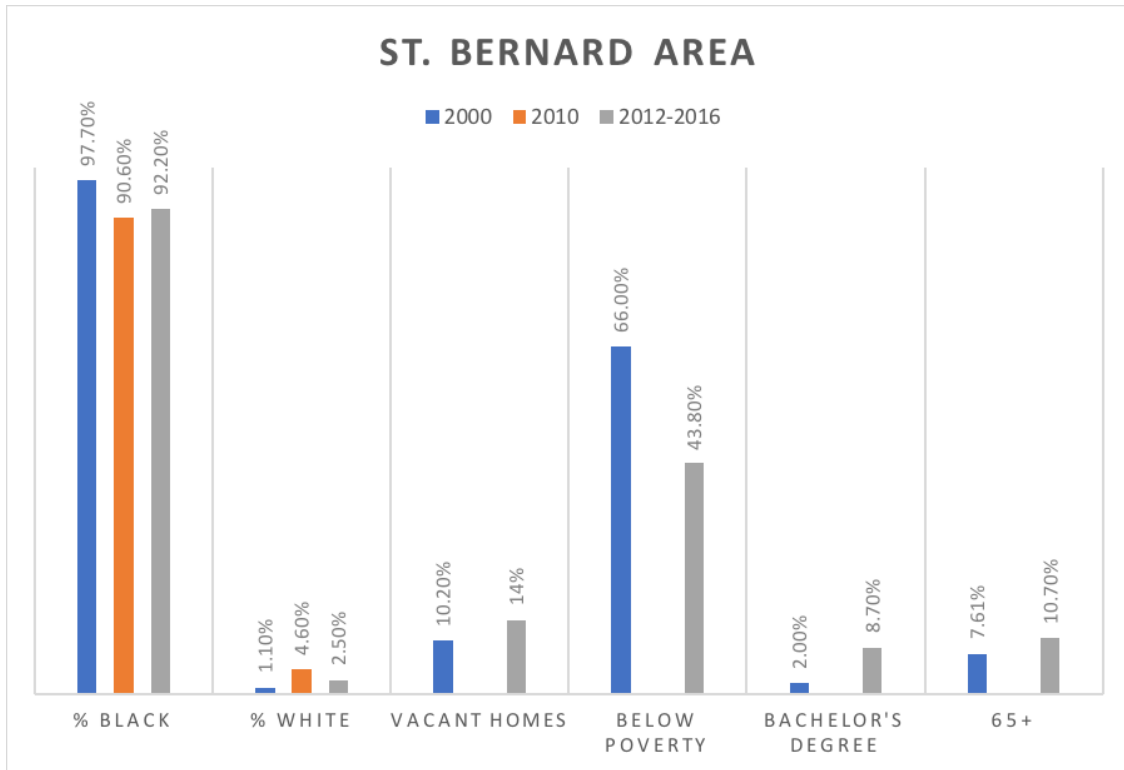 ST. BERNARD AREA
2000 2010 2012-2016
97.70% 90.60% 92.20%
1.10% 4.60% 2.50%
10.20% 14%
66.00% 43.80%
2.00% 8.70%
7.61% 10.70%
% BLACK % WHITE VACANT HOMES BELOW POVERTY BACHELOR'S DEGREE 65+